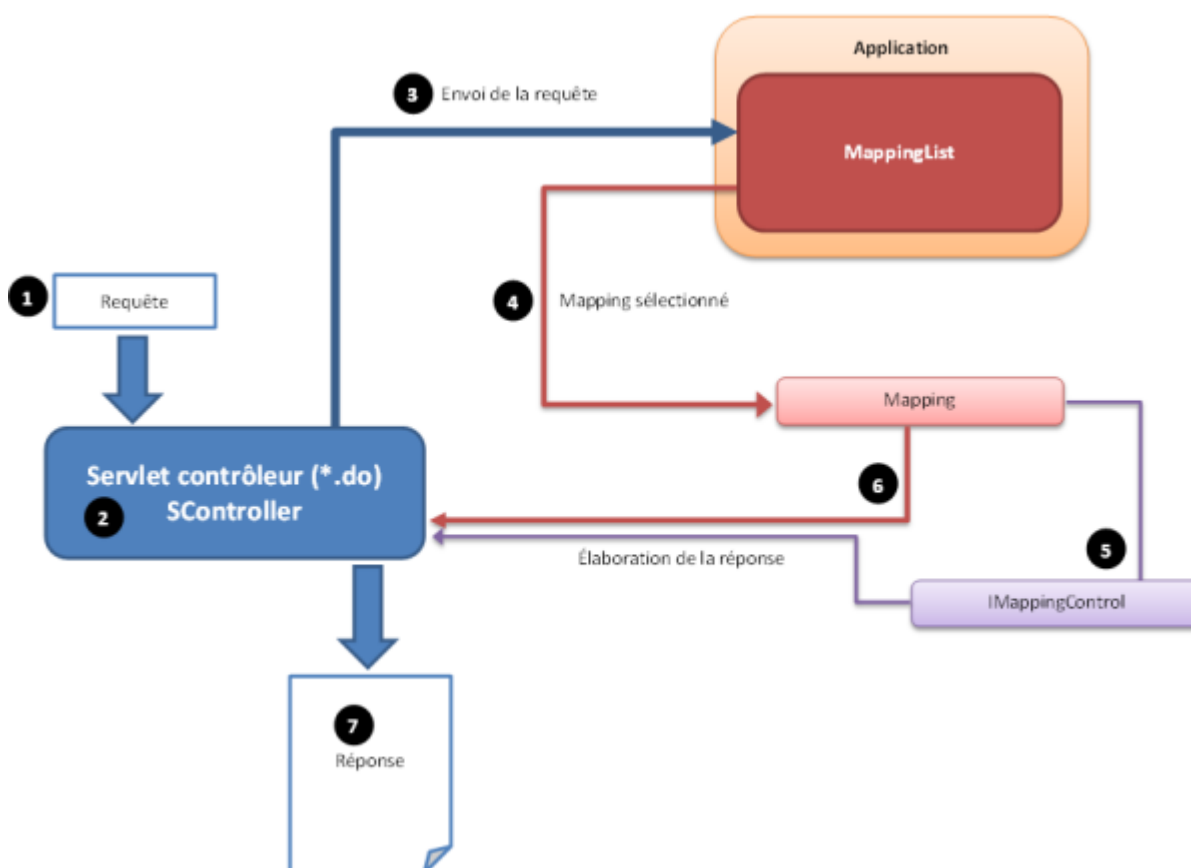 Application
3 Envoi de la requête
MappingList
1 Requête
4 Mapping sélectionné
Mapping
Servlet contrôleur (*.do)
2 SController
6
Élaboration de la réponse
5
IMappingControl
7
Réponse